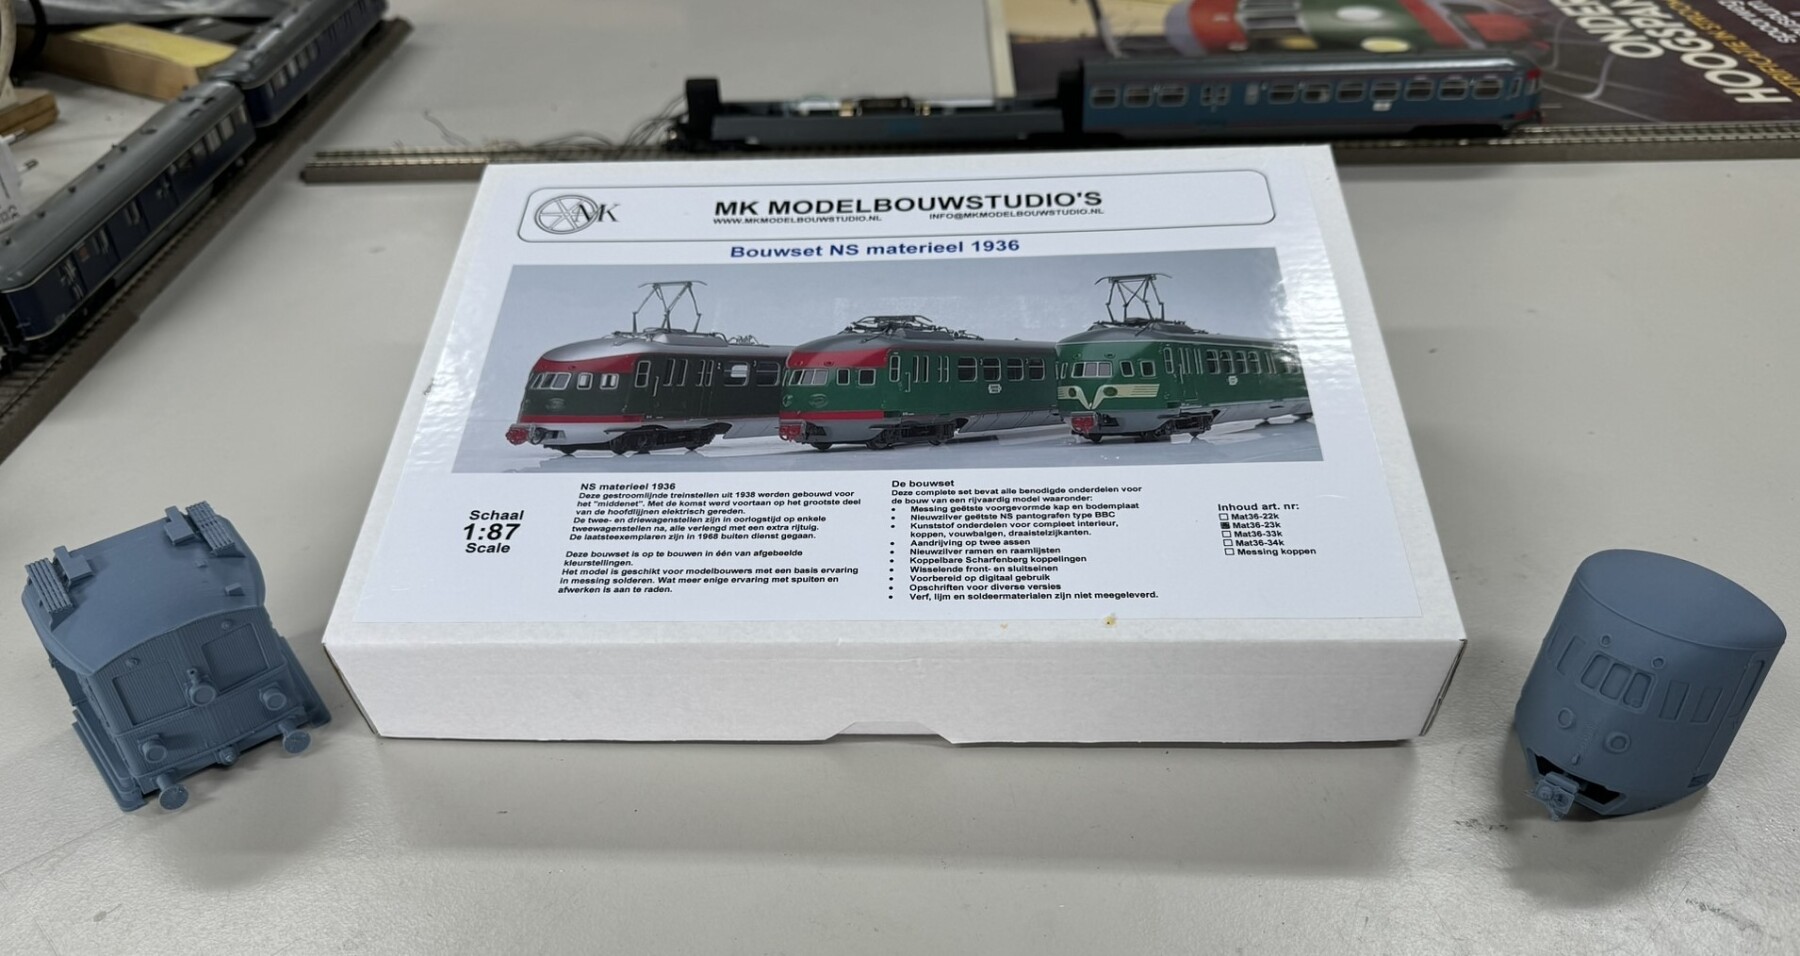 ONDER
HOOGSPAN
MK
MK MODELBOUWSTUDIO'S
WWW.MKMODELBOUWSTUDIO.NL INFO@MKMODELBOUWSTUDIO.NL
Bouwset NS materieel 1936
Schaal
1:87
Scale
NS materieel 1936
Deze gestroomlijnde treinstellen uit 1938 werden gebouwd voor
het "middenet". Met de komst werd voortaan op het grootste deel
van de hoofdlijnen elektrisch gereden.
De twee- en driewagenstellen zijn in oorlogstijd op enkele
tweewagenstellen na, alle verlengd met een extra rijtuig.
De laatsteexemplaren zijn in 1968 buiten dienst gegaan.
Deze bouwset is op te bouwen in één van afgebeelde
kleurstellingen.
Het model is geschikt voor modelbouwers met een basis ervaring
in messing solderen. Wat meer enige ervaring met spuiten en
afwerken is aan te raden.
De bouwset
Deze complete set bevat alle benodigde onderdelen voor
de bouw van een rijvaardig model waaronder:
• Messing geëtste voorgevormde kap en bodemplaat
• Nieuwzilver geëtste NS pantografen type BBC
• Kunststof onderdelen voor compleet interieur,
koppen, vouwbalgen, draaistelzijkanten.
• Aandrijving op twee assen
• Nieuwzilver ramen en raamlijsten
• Koppelbare Scharfenberg koppelingen
• Wisselende front- en sluitseinen
• Voorbereid op digitaal gebruik
• Opschriften voor diverse versies
• Verf, lijm en soldeermaterialen zijn niet meegeleverd.
Inhoud art. nr:
Mat36-22k
Mat36-23k
Mat36-33k
Mat36-34k
Messing koppen